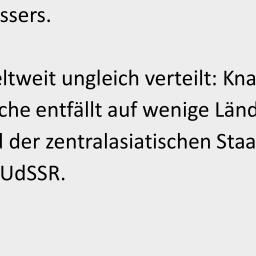 ssers.
eltweit ungleich verteilt: Kna
che entfällt auf wenige Länd
d der zentralasiatischen Staa
UdSSR.